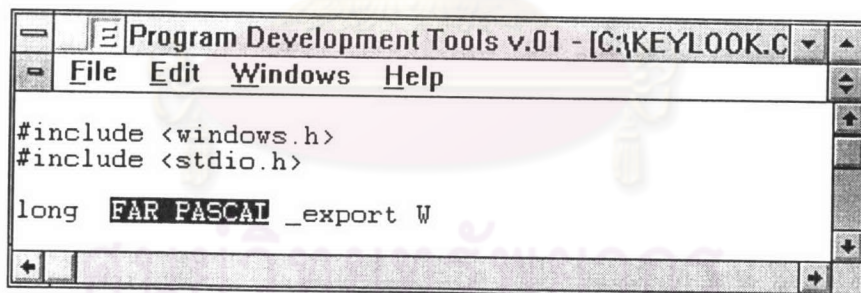 Program Development Tools v.01 - [C:\KEYLOOK.C
File Edit Windows Help
#include <windows.h>
#include <stdio.h>
long FAR PASCAL _export W